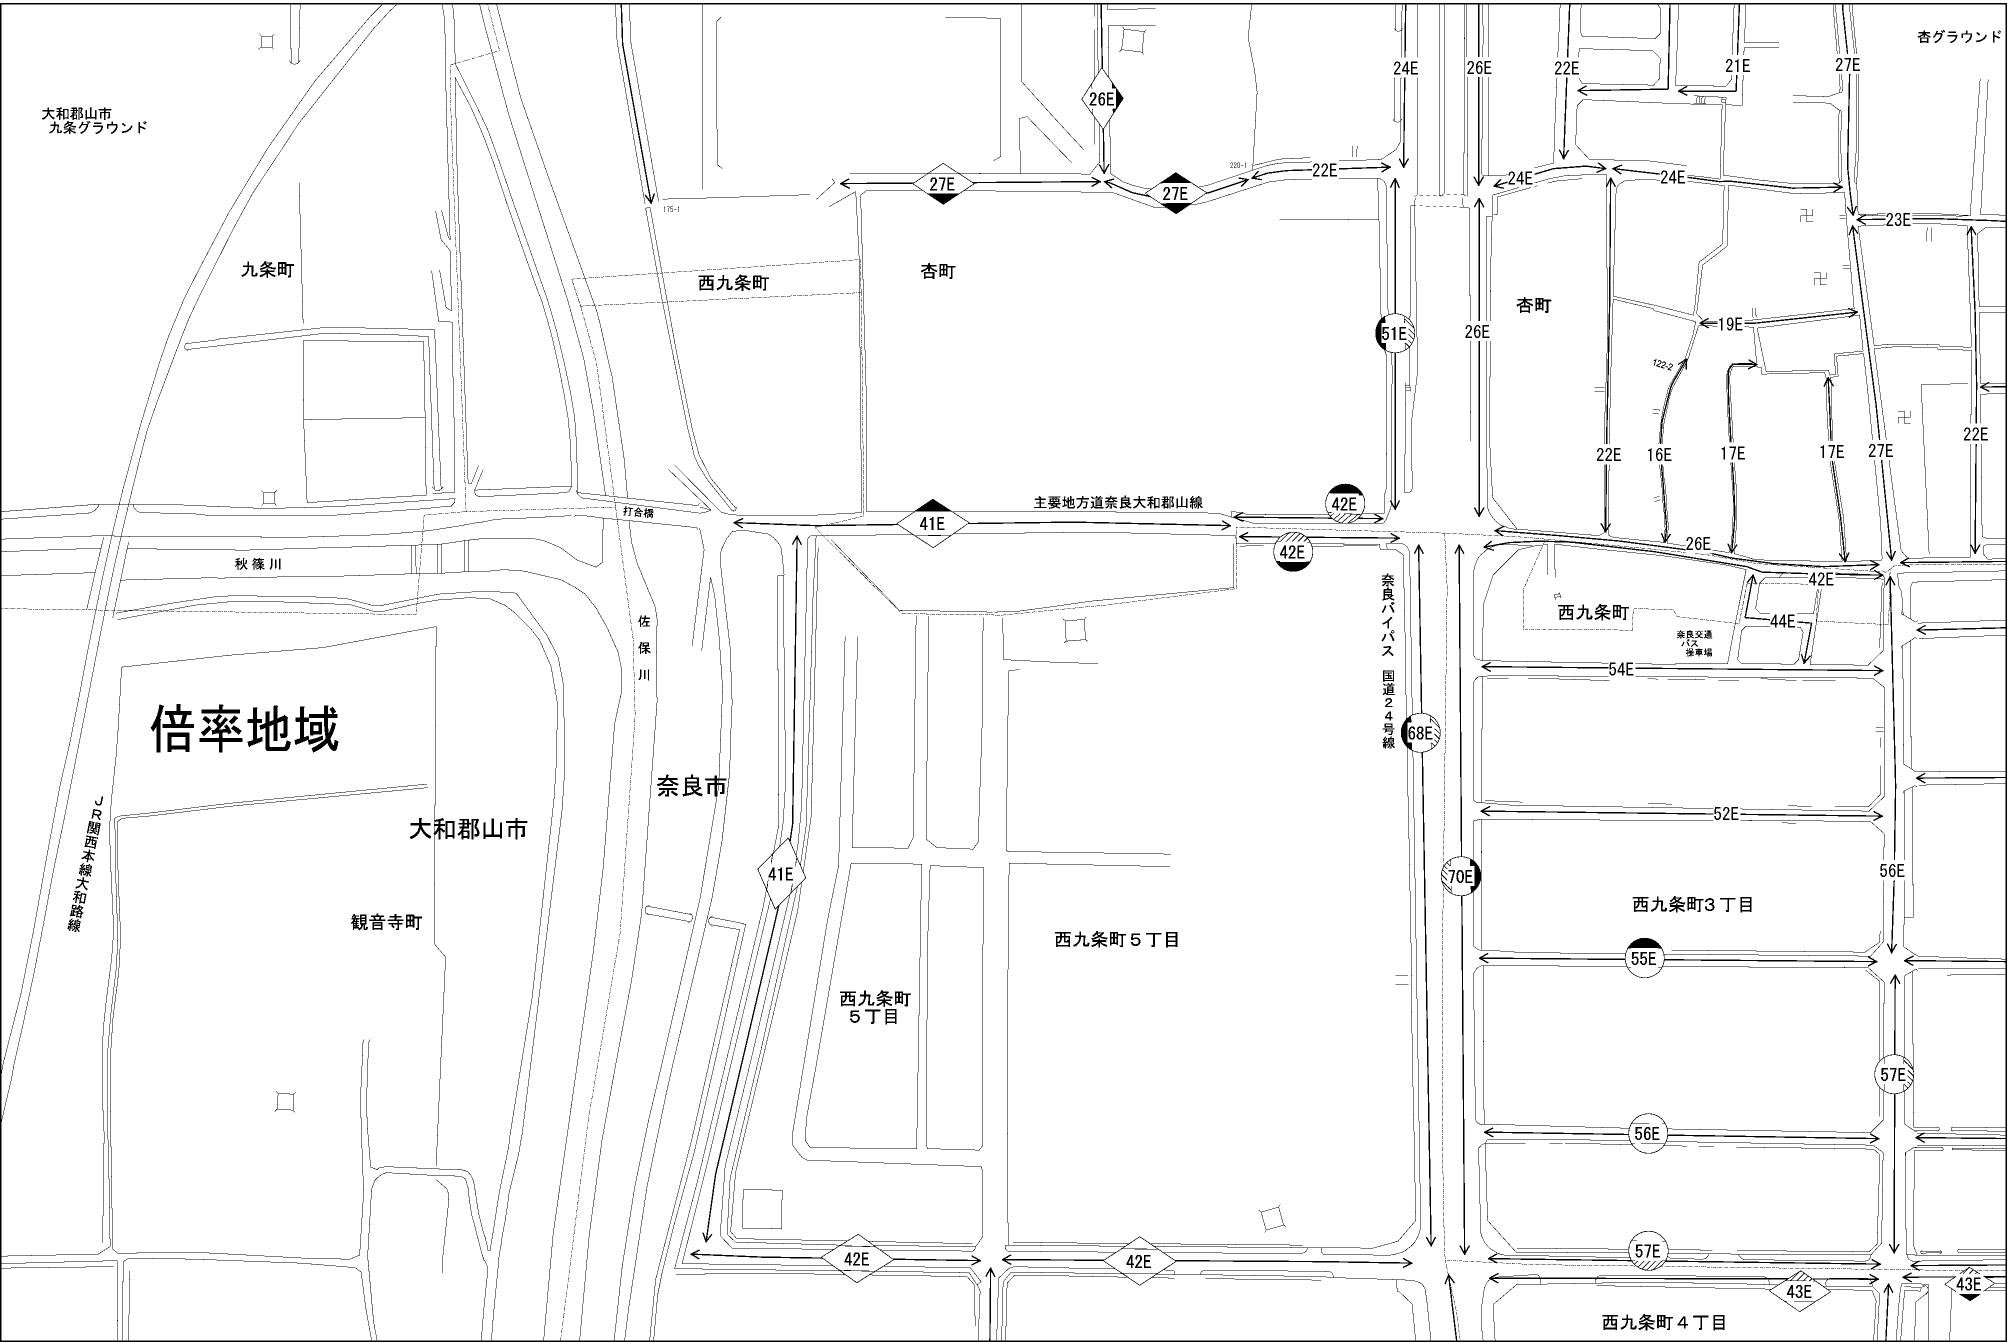 杏グラウンド
24E
26E
22E
21E
27E
26E
大和郡山市
九条グラウンド
220-1
22E
24E
24E
27E
27E
175-1
23E
九条町
西九条町
杏町
杏町
51E
26E
19E
122-2
22E
16E
17E
17E
27E
22E
主要地方道奈良大和郡山線
42E
打合橋
41E
42E
26E
秋篠川
42E
奈良バイパス 国道24号線
西九条町
44E
佐保川
奈良交通
バス
操車場
54E
倍率地域
68E
奈良市
52E
JR関西本線大和路線
大和郡山市
41E
70E
56E
西九条町3丁目
観音寺町
西九条町5丁目
55E
西九条町
5丁目
57E
56E
42E
42E
57E
43E
43E
西九条町4丁目